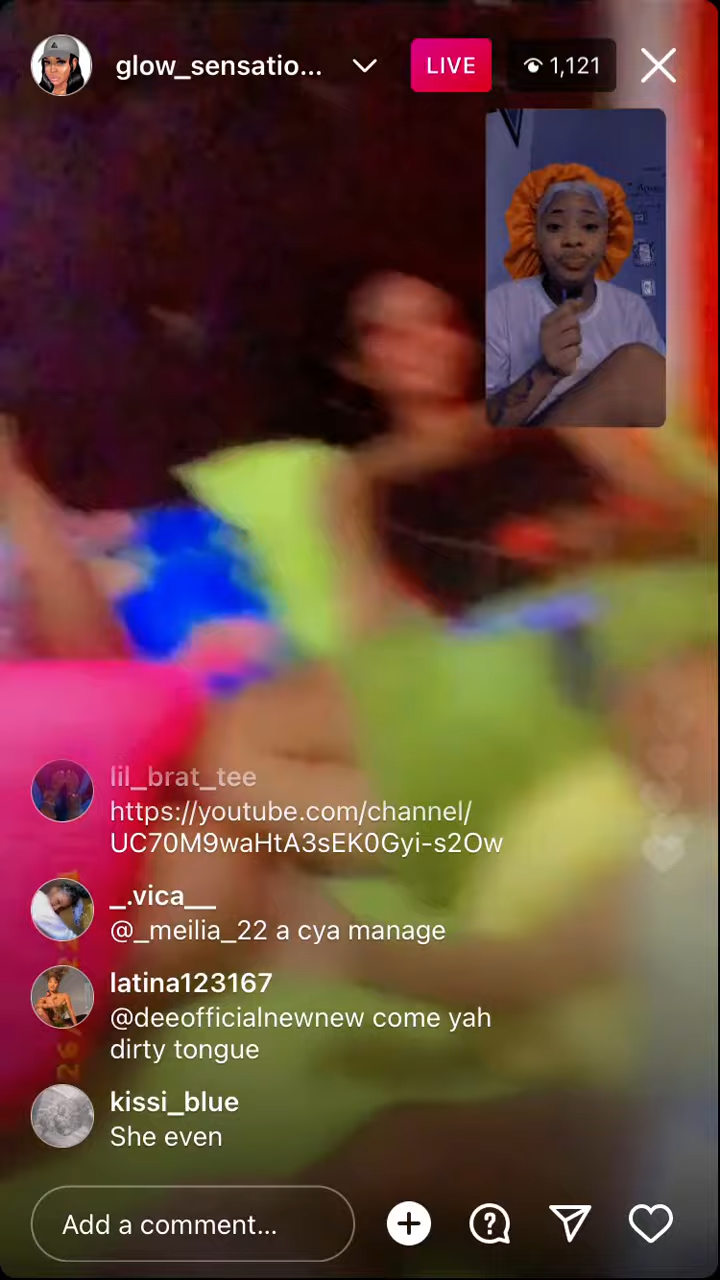 glow_sensatio...
LIVE
1,121
lil_brat_tee
https://youtube.com/channel/
UC70M9waHtA3sEK0Gyi-s2Ow
_.vica__
@_meilia_22 a cya manage
latina123167
@deeofficialnewnew come yah
dirty tongue
kissi_blue
She even
Add a comment...